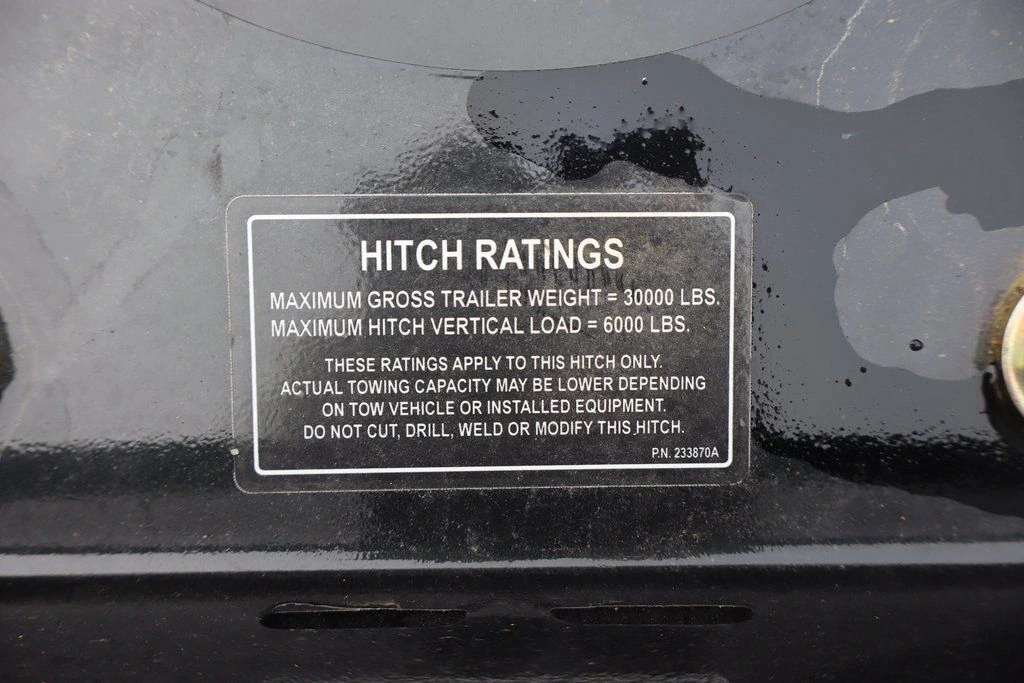 HITCH RATINGS
MAXIMUM GROSS TRAILER WEIGHT = 30000 LBS.
MAXIMUM HITCH VERTICAL LOAD = 6000 LBS.
THESE RATINGS APPLY TO THIS HITCH ONLY.
ACTUAL TOWING CAPACITY MAY BE LOWER DEPENDING
ON TOW VEHICLE OR INSTALLED EQUIPMENT.
DO NOT CUT, DRILL, WELD OR MODIFY THIS HITCH.
P.N. 233870A